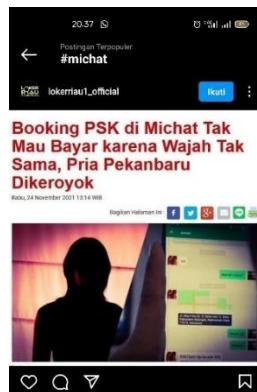 20.37
Postingan Terpopuler
#michat
lokerriau1_official
Ikuti
Booking PSK di Michat Tak
Mau Bayar karena Wajah Tak
Sama, Pria Pekanbaru
Dikeroyok
Rabu, 24 November 2021 13:14 WIB
Bagikan Halaman Ini